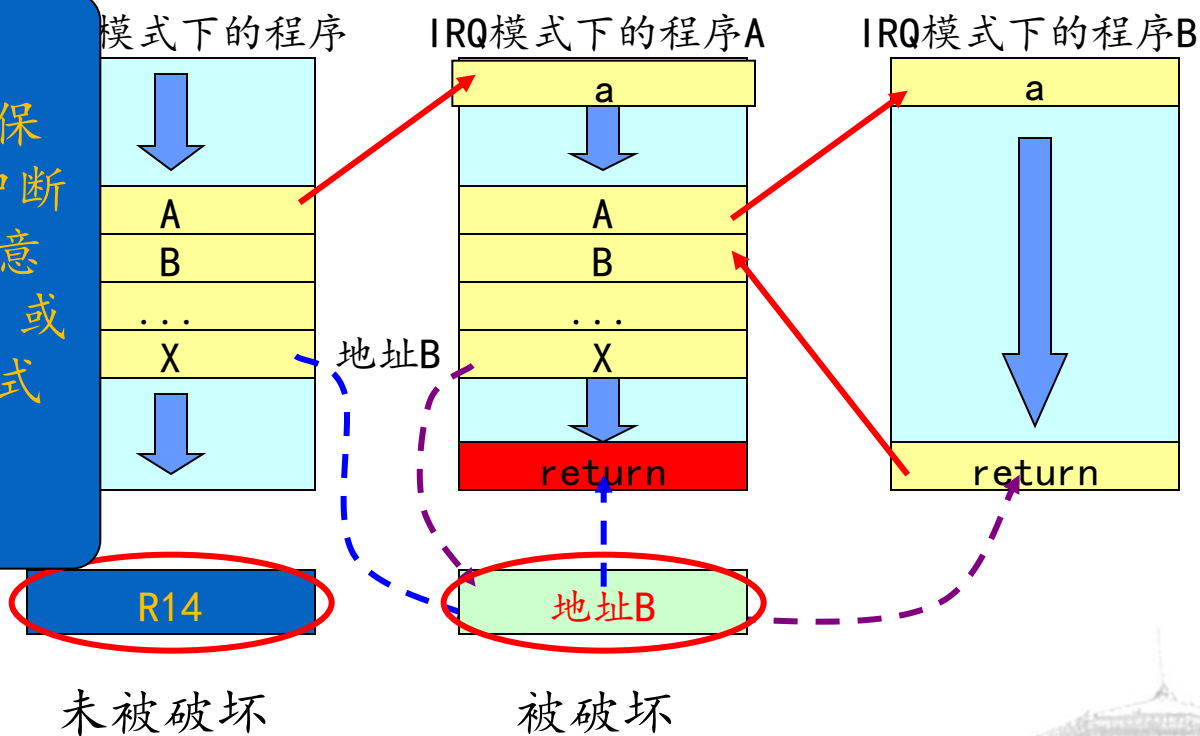 模式下的程序
IRQ模式下的程序A
IRQ模式下的程序B
保
中断
意
或
式
A
B
...
X
地址B
a
A
B
...
X
return
a
return
R14
地址B
未被破坏
被破坏